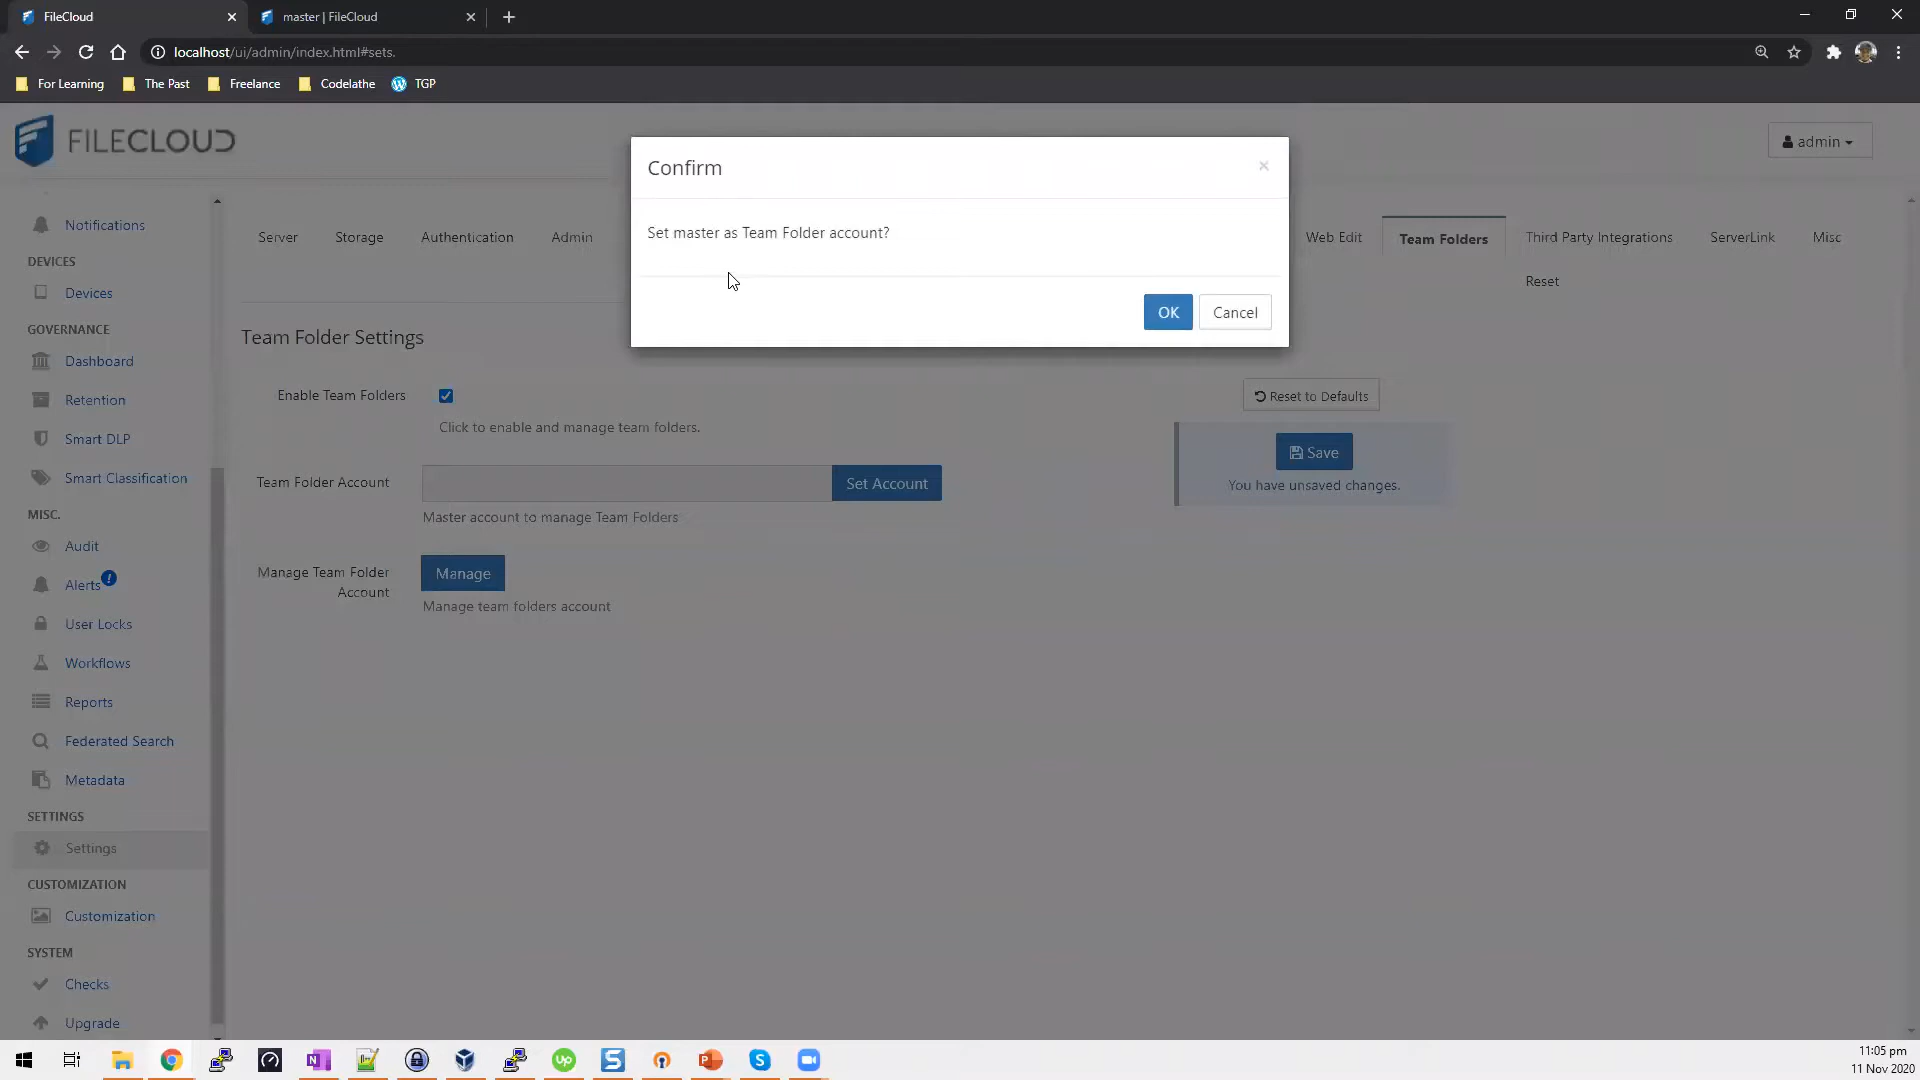 FileCloud
master | FileCloud
localhost/ui/admin/index.html#sets.
For Learning
The Past
Freelance
Codelathe
TGP
FILECLOUD
admin
Confirm
Set master as Team Folder account?
OK
Cancel
Notifications
DEVICES
Devices
GOVERNANCE
Dashboard
Retention
Smart DLP
Smart Classification
MISC.
Audit
Alerts
User Locks
Workflows
Reports
Federated Search
Metadata
SETTINGS
Settings
CUSTOMIZATION
Customization
SYSTEM
Checks
Upgrade
Server
Storage
Authentication
Admin
Web Edit
Team Folders
Third Party Integrations
ServerLink
Misc
Reset
Team Folder Settings
Enable Team Folders
Click to enable and manage team folders.
Team Folder Account
Set Account
Master account to manage Team Folders
Manage Team Folder
Account
Manage
Manage team folders account
Reset to Defaults
Save
You have unsaved changes.
11:05 pm
11 Nov 2020